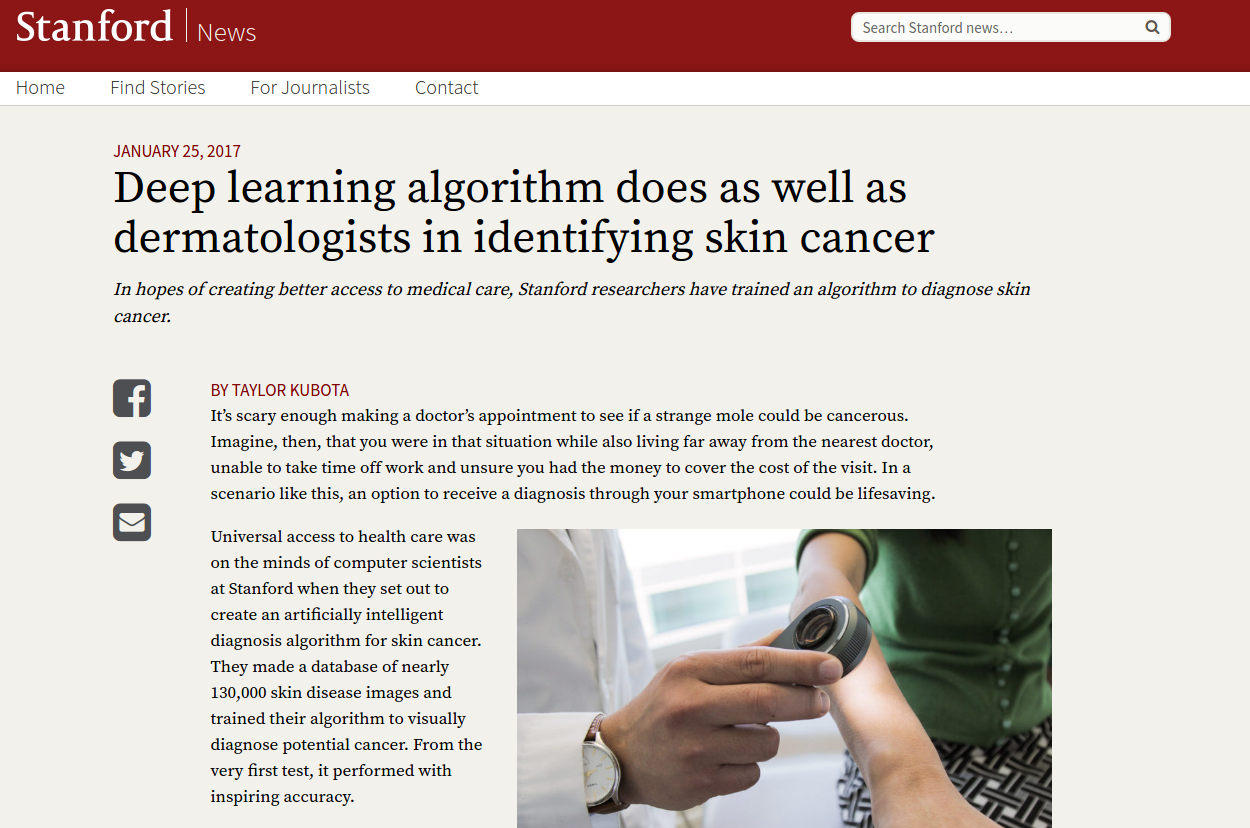 Stanford News
Search Stanford news…
Home Find Stories For Journalists Contact
JANUARY 25, 2017
Deep learning algorithm does as well as
dermatologists in identifying skin cancer
In hopes of creating better access to medical care, Stanford researchers have trained an algorithm to diagnose skin
cancer.
BY TAYLOR KUBOTA
It’s scary enough making a doctor’s appointment to see if a strange mole could be cancerous.
Imagine, then, that you were in that situation while also living far away from the nearest doctor,
unable to take time off work and unsure you had the money to cover the cost of the visit. In a
scenario like this, an option to receive a diagnosis through your smartphone could be lifesaving.
Universal access to health care was
on the minds of computer scientists
at Stanford when they set out to
create an artificially intelligent
diagnosis algorithm for skin cancer.
They made a database of nearly
130,000 skin disease images and
trained their algorithm to visually
diagnose potential cancer. From the
very first test, it performed with
inspiring accuracy.